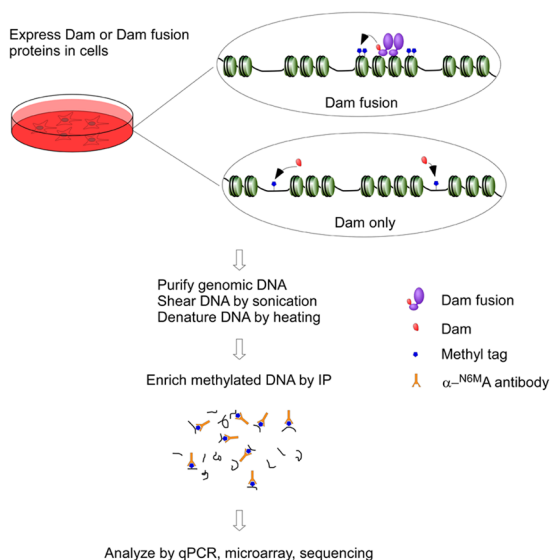 Express Dam or Dam fusion
proteins in cells
Dam fusion
Dam only
Purify genomic DNA
Shear DNA by sonication
Denature DNA by heating
Enrich methylated DNA by IP
Dam fusion
Dam
Methyl tag
α–N6MA antibody
Analyze by qPCR, microarray, sequencing